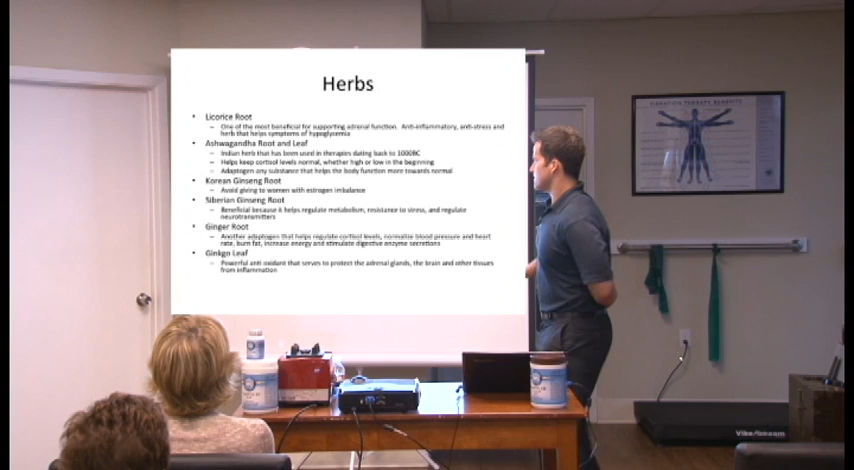 Herbs
• Licorice Root
– One of the most beneficial for supporting adrenal function. Anti-inflammatory, anti-stress and
herb that helps symptoms of hypoglycemia
• Ashwagandha Root and Leaf
– Indian herb that has been used in therapies dating back to 1000BC
– Helps keep cortisol levels normal, whether high or low in the beginning
– Adaptogen any substance that helps the body function more towards normal
• Korean Ginseng Root
– Avoid giving to women with estrogen imbalance
• Siberian Ginseng Root
– Beneficial because it helps regulate metabolism, resistance to stress, and regulate
neurotransmitters
• Ginger Root
– Another adaptogen that helps regulate cortisol levels, normalize blood pressure and heart
rate, burn fat, increase energy and stimulate digestive enzyme secretions
• Ginkgo Leaf
– Powerful anti oxidant that serves to protect the adrenal glands, the brain and other tissues
from inflammation
VIBRATION THERAPY BENEFITS